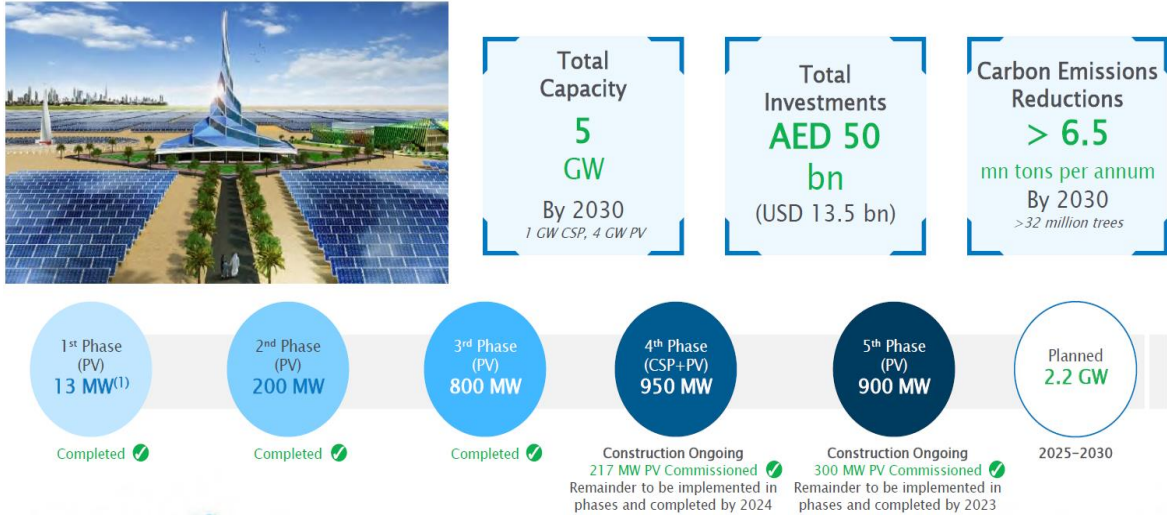 Total
Capacity
5
GW
By 2030
1 GW CSP, 4 GW PV
Total
Investments
AED 50
bn
(USD 13.5 bn)
Carbon Emissions
Reductions
> 6.5
mn tons per annum
By 2030
>32 million trees
1st Phase
(PV)
13 MW(1)
Completed
2nd Phase
(PV)
200 MW
Completed
3rd Phase
(PV)
800 MW
Completed
4th Phase
(CSP+PV)
950 MW
Construction Ongoing
217 MW PV Commissioned
Remainder to be implemented in
phases and completed by 2024
5th Phase
(PV)
900 MW
Construction Ongoing
300 MW PV Commissioned
Remainder to be implemented in
phases and completed by 2023
Planned
2.2 GW
2025-2030